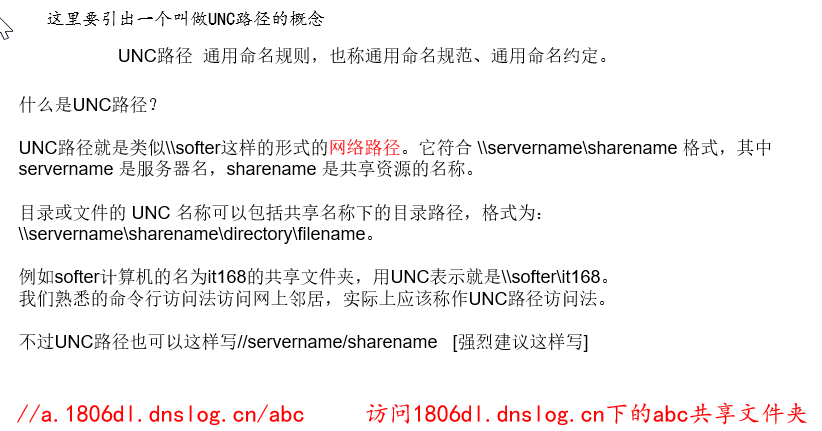 这里要引出一个叫做UNC路径的概念
UNC路径 通用命名规则，也称通用命名规范、通用命名约定。
什么是UNC路径？
UNC路径就是类似\\softer这样的形式的网络路径。它符合 \\servername\sharename 格式，其中
servername 是服务器名，sharename 是共享资源的名称。
目录或文件的 UNC 名称可以包括共享名称下的目录路径，格式为：
\\servername\sharename\directory\filename。
例如softer计算机的名为it168的共享文件夹，用UNC表示就是\\softer\it168。
我们熟悉的命令行访问法访问网上邻居，实际上应该称作UNC路径访问法。
不过UNC路径也可以这样写//servername/sharename [强烈建议这样写]
//a.1806dl.dnslog.cn/abc 访问1806dl.dnslog.cn下的abc共享文件夹